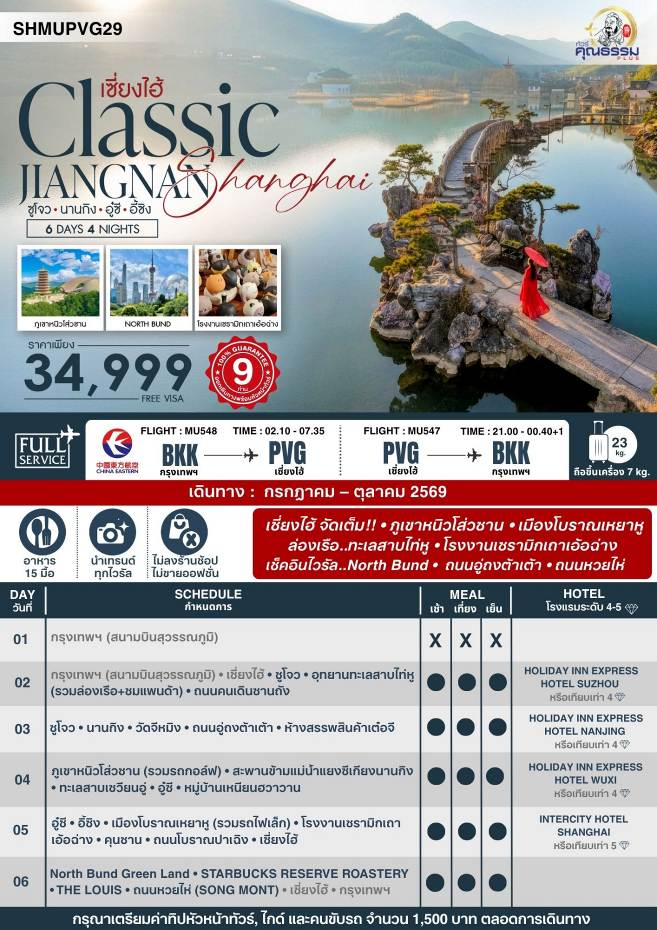 SHMUPVG29
ทัวร์
คุณธรรม
PLUS
เซี่ยงไฮ้
Classic
JIANGNAN
Shanghai
ซูโจว • นานกิง • อู๋ซี • อี้ซิง
6 DAYS 4 NIGHTS
ภูเขาหนิวโส่วซาน
NORTH BUND
โรงงานเซรามิกเถาเอ้อฉ่าง
ราคาเพียง
34,999
FREE VISA
100% GUARANTEE
9
ท่าน
FULL
SERVICE
中國東方航空
CHINA EASTERN
FLIGHT : MU548 TIME : 02.10 - 07.35
BKK PVG
กรุงเทพฯ เซี่ยงไฮ้
FLIGHT : MU547 TIME : 21.00 - 00.40+1
PVG BKK
เซี่ยงไฮ้ กรุงเทพฯ
23
kg.
ถือขึ้นเครื่อง 7 kg.
เดินทาง : กรกฎาคม – ตุลาคม 2569
อาหาร
15 มื้อ
นำเทรนด์
ทุกไวรัล
ไม่ลงร้านช้อป
ไม่ขายออฟชั่น
เซี่ยงไฮ้ จัดเต็ม!! • ภูเขาหนิวโส่วซาน • เมืองโบราณเหยาหู
ล่องเรือ..ทะเลสาบไท่หู • โรงงานเซรามิกเถาเอ้อฉ่าง
เช็คอินไวรัล..North Bund • ถนนอู่ถงต้าเต้า • ถนนหวยไห่
DAY SCHEDULE MEAL HOTEL
วันที่ กำหนดการ เช้า เที่ยง เย็น โรงแรมระดับ 4-5
01 กรุงเทพฯ (สนามบินสุวรรณภูมิ) X X X
02 กรุงเทพฯ (สนามบินสุวรรณภูมิ) • เซี่ยงไฮ้ • ซูโจว • อุทยานทะเลสาบไท่หู
(รวมล่องเรือ+ชมแพนด้า) • ถนนคนเดินซานถัง
HOLIDAY INN EXPRESS
HOTEL SUZHOU
หรือเทียบเท่า 4
03 ซูโจว • นานกิง • วัดจีหมิง • ถนนอู่ถงต้าเต้า • ห้างสรรพสินค้าเต๋อจี
HOLIDAY INN EXPRESS
HOTEL NANJING
หรือเทียบเท่า 4
04 ภูเขาหนิวโส่วซาน (รวมรถกอล์ฟ) • สะพานข้ามแม่น้ำแยงซีเกียงนานกิง
• ทะเลสาบเซวียนอู่ • อู๋ซี • หมู่บ้านเหนียนฮวาวาน
HOLIDAY INN EXPRESS
HOTEL WUXI
หรือเทียบเท่า 4
05 อู๋ซี • อี้ซิง • เมืองโบราณเหยาหู (รวมรถไฟเล็ก) • โรงงานเซรามิกเถา
เอ้อฉ่าง • คุนซาน • ถนนโบราณปาเฉิง • เซี่ยงไฮ้
INTERCITY HOTEL
SHANGHAI
หรือเทียบเท่า 5
06 North Bund Green Land • STARBUCKS RESERVE ROASTERY
• THE LOUIS • ถนนหวยไห่ (SONG MONT) • เซี่ยงไฮ้ • กรุงเทพฯ
กรุณาเตรียมค่าทิปหัวหน้าทัวร์, ไกด์ และคนขับรถ จำนวน 1,500 บาท ตลอดการเดินทาง